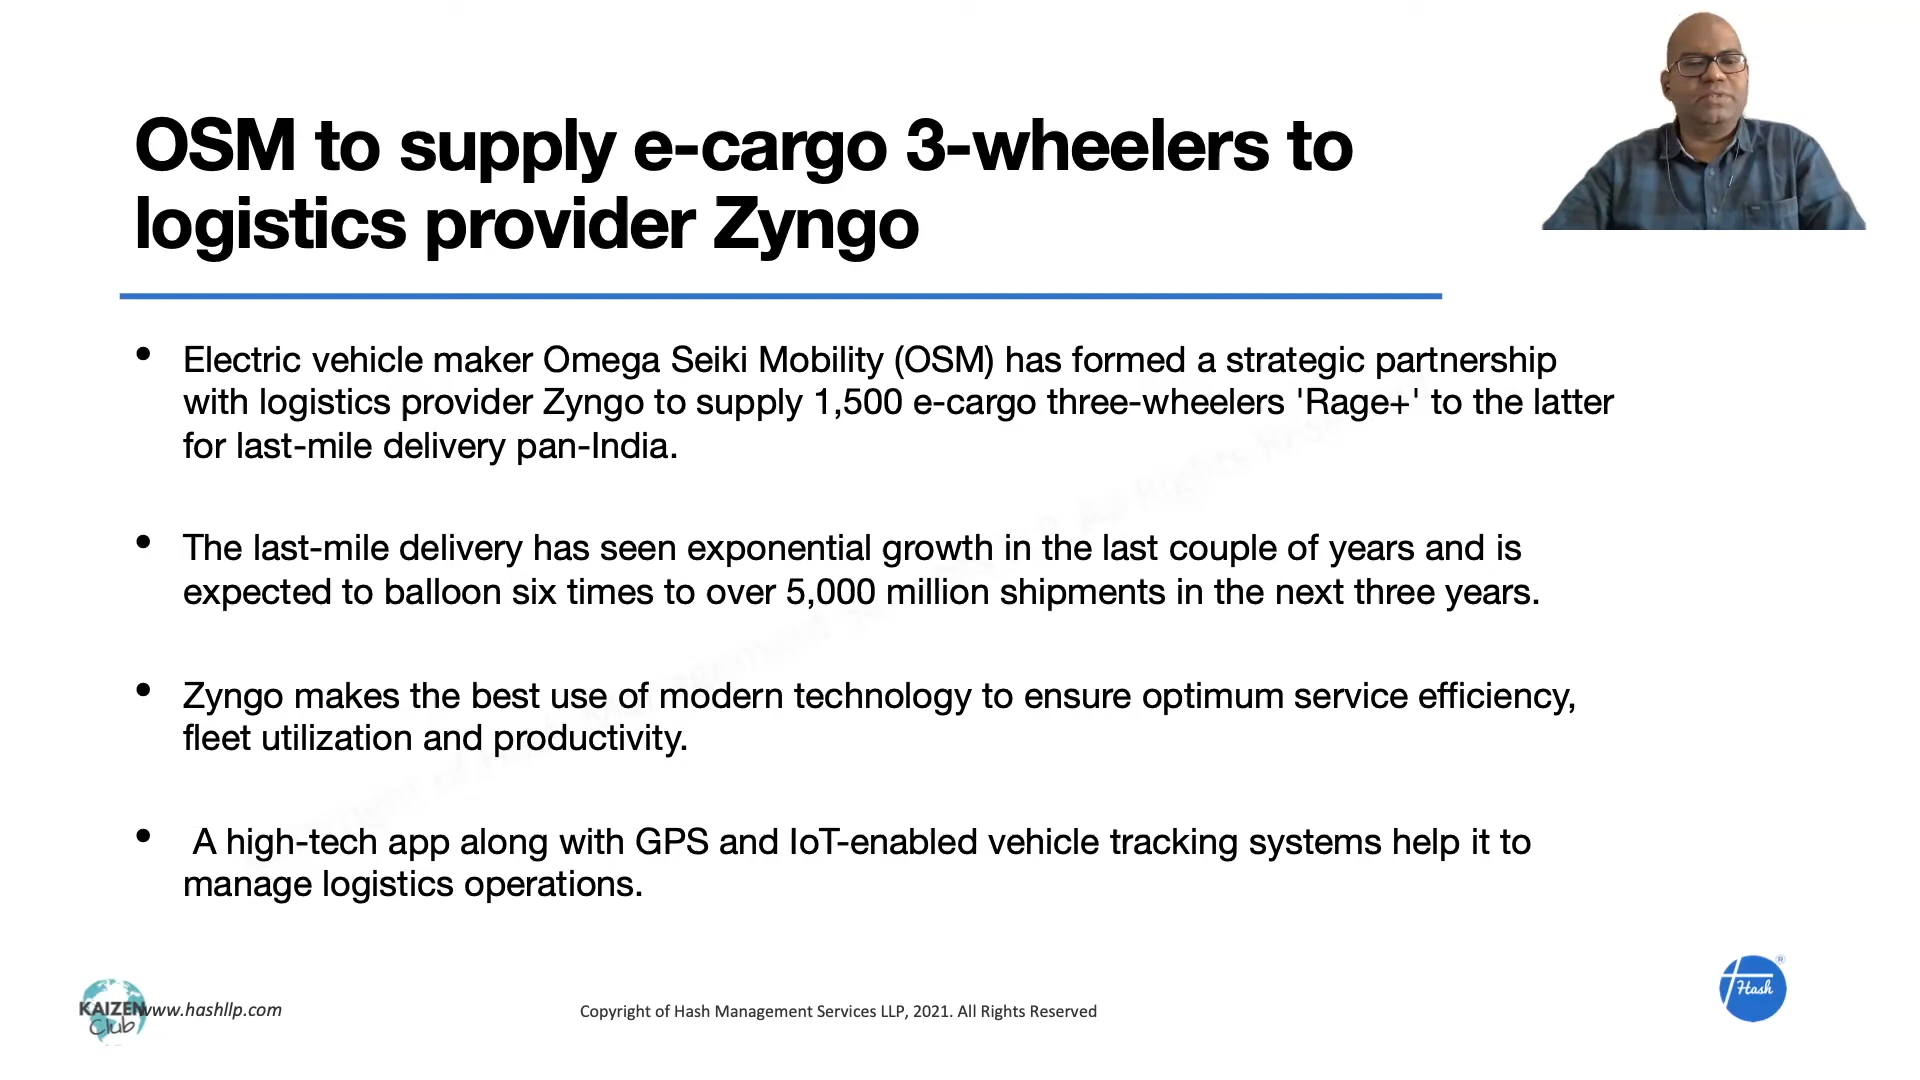 OSM to supply e-cargo 3-wheelers to
logistics provider Zyngo
• Electric vehicle maker Omega Seiki Mobility (OSM) has formed a strategic partnership
with logistics provider Zyngo to supply 1,500 e-cargo three-wheelers 'Rage+' to the latter
for last-mile delivery pan-India.
• The last-mile delivery has seen exponential growth in the last couple of years and is
expected to balloon six times to over 5,000 million shipments in the next three years.
• Zyngo makes the best use of modern technology to ensure optimum service efficiency,
fleet utilization and productivity.
• A high-tech app along with GPS and IoT-enabled vehicle tracking systems help it to
manage logistics operations.
KAIZEN
Club
www.hashllp.com
Copyright of Hash Management Services LLP, 2021. All Rights Reserved
Hash
®